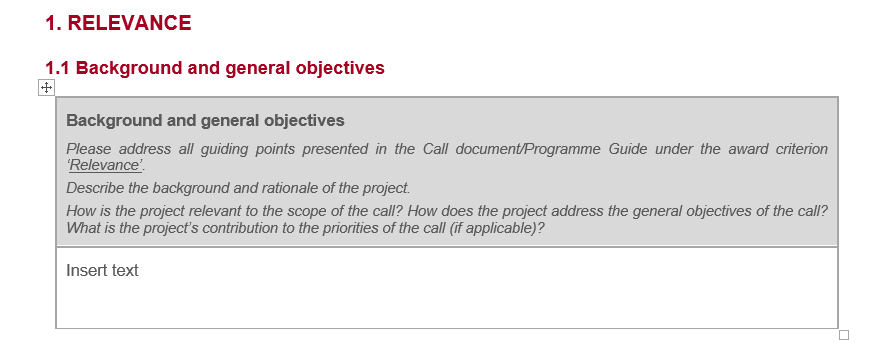 1. RELEVANCE
1.1 Background and general objectives
Background and general objectives
Please address all guiding points presented in the Call document/Programme Guide under the award criterion
‘Relevance’.
Describe the background and rationale of the project.
How is the project relevant to the scope of the call? How does the project address the general objectives of the call?
What is the project’s contribution to the priorities of the call (if applicable)?
Insert text